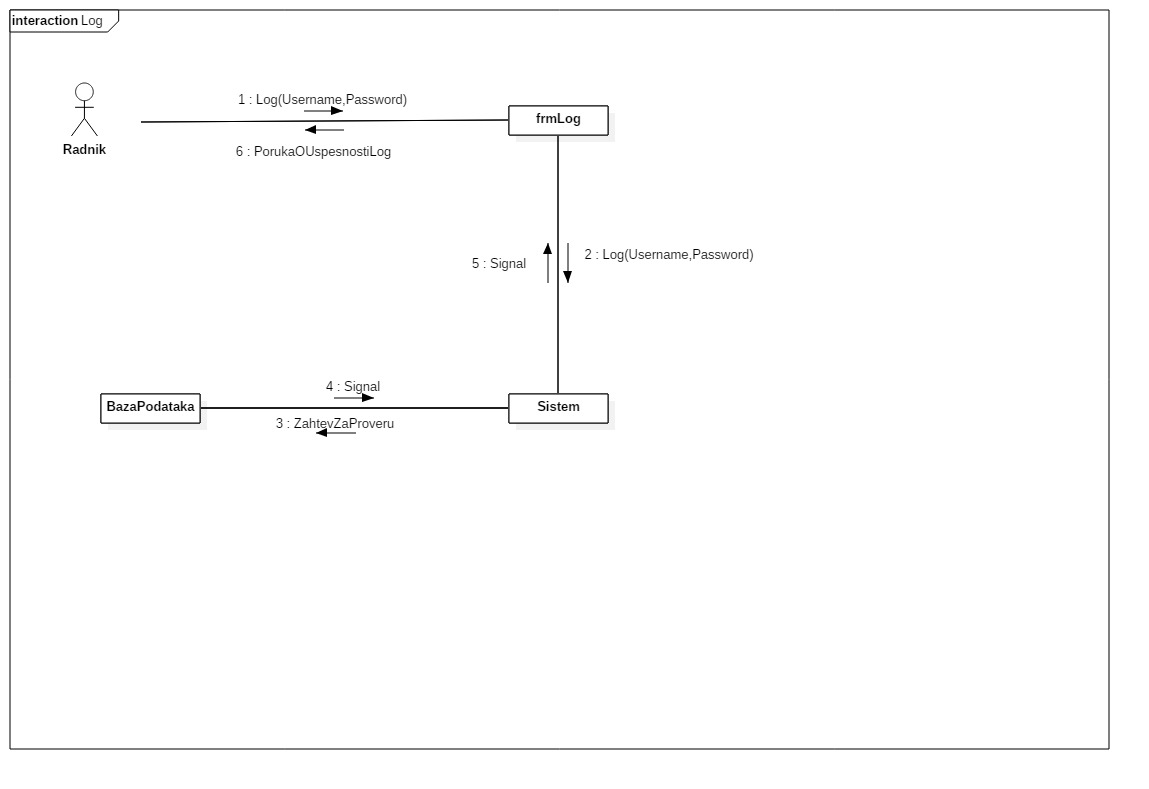 interaction Log
1 : Log(Username,Password)
frmLog
Radnik
6 : PorukaOUspesnostiLog
5 : Signal
2 : Log(Username,Password)
4 : Signal
BazaPodataka
Sistem
3 : ZahtevZaProveru